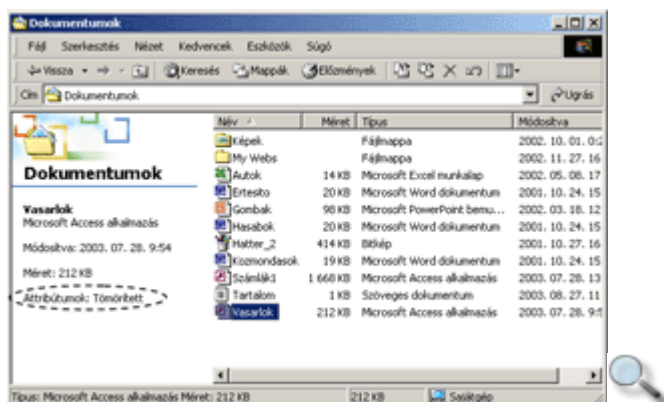 Dokumentumok
Fájl Szerkesztés Nézet Kedvencek Eszközök Súgó
Vissza Keresés Mappák Előzmények
Cím Dokumentumok Ugrás
Név Méret Típus Módosítva
Képek Fájlmappa 2002. 10. 01. 0:2
My Webs Fájlmappa 2002. 11. 27. 16
Autok 14 KB Microsoft Excel munkalap 2002. 05. 08. 17
Ertesito 20 KB Microsoft Word dokumentum 2001. 10. 24. 15
Gombak 98 KB Microsoft PowerPoint bemu... 2002. 03. 18. 12
Hasabok 20 KB Microsoft Word dokumentum 2001. 10. 24. 15
Hatter_2 414 KB Bitkép 2001. 10. 27. 16
Kozmondasok 19 KB Microsoft Word dokumentum 2001. 10. 24. 15
Számlák1 1 668 KB Microsoft Access alkalmazás 2003. 07. 28. 13
Tartalom 1 KB Szöveges dokumentum 2003. 08. 27. 11
Vasarlok 212 KB Microsoft Access alkalmazás 2003. 07. 28. 9:5
Dokumentumok
Vasarlok
Microsoft Access alkalmazás
Módosítva: 2003. 07. 28. 9:54
Méret: 212 KB
Attribútumok: Tömörített
Típus: Microsoft Access alkalmazás Méret: 212 KB 212 KB Sajátgép